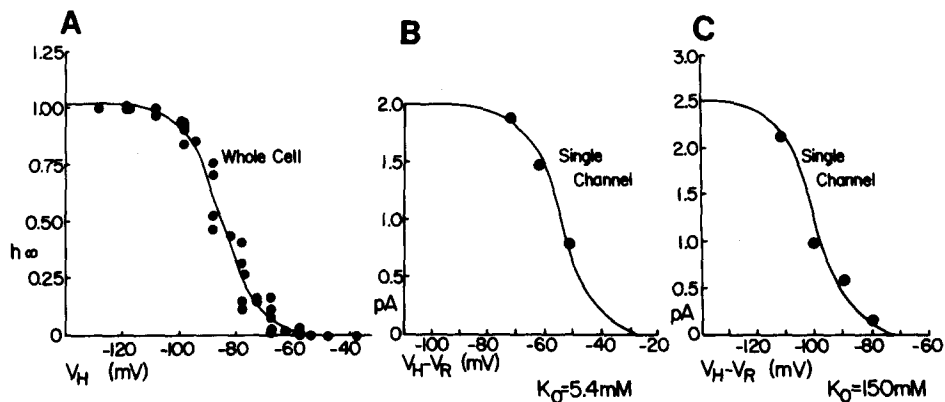 A
1.25
1.00
0.75
0.50
0.25
0
h∞
Whole Cell
-120 -100 -80 -60 -40
V_H (mV)
B
2.0
1.5
1.0
0.5
pA
0
Single
Channel
-100 -80 -60 -40 -20
V_H-V_R (mV)
K_O=5.4mM
C
3.0
2.5
2.0
1.5
1.0
0.5
pA
0
Single
Channel
-120 -100 -80 -60
V_H-V_R (mV)
K_O=150mM